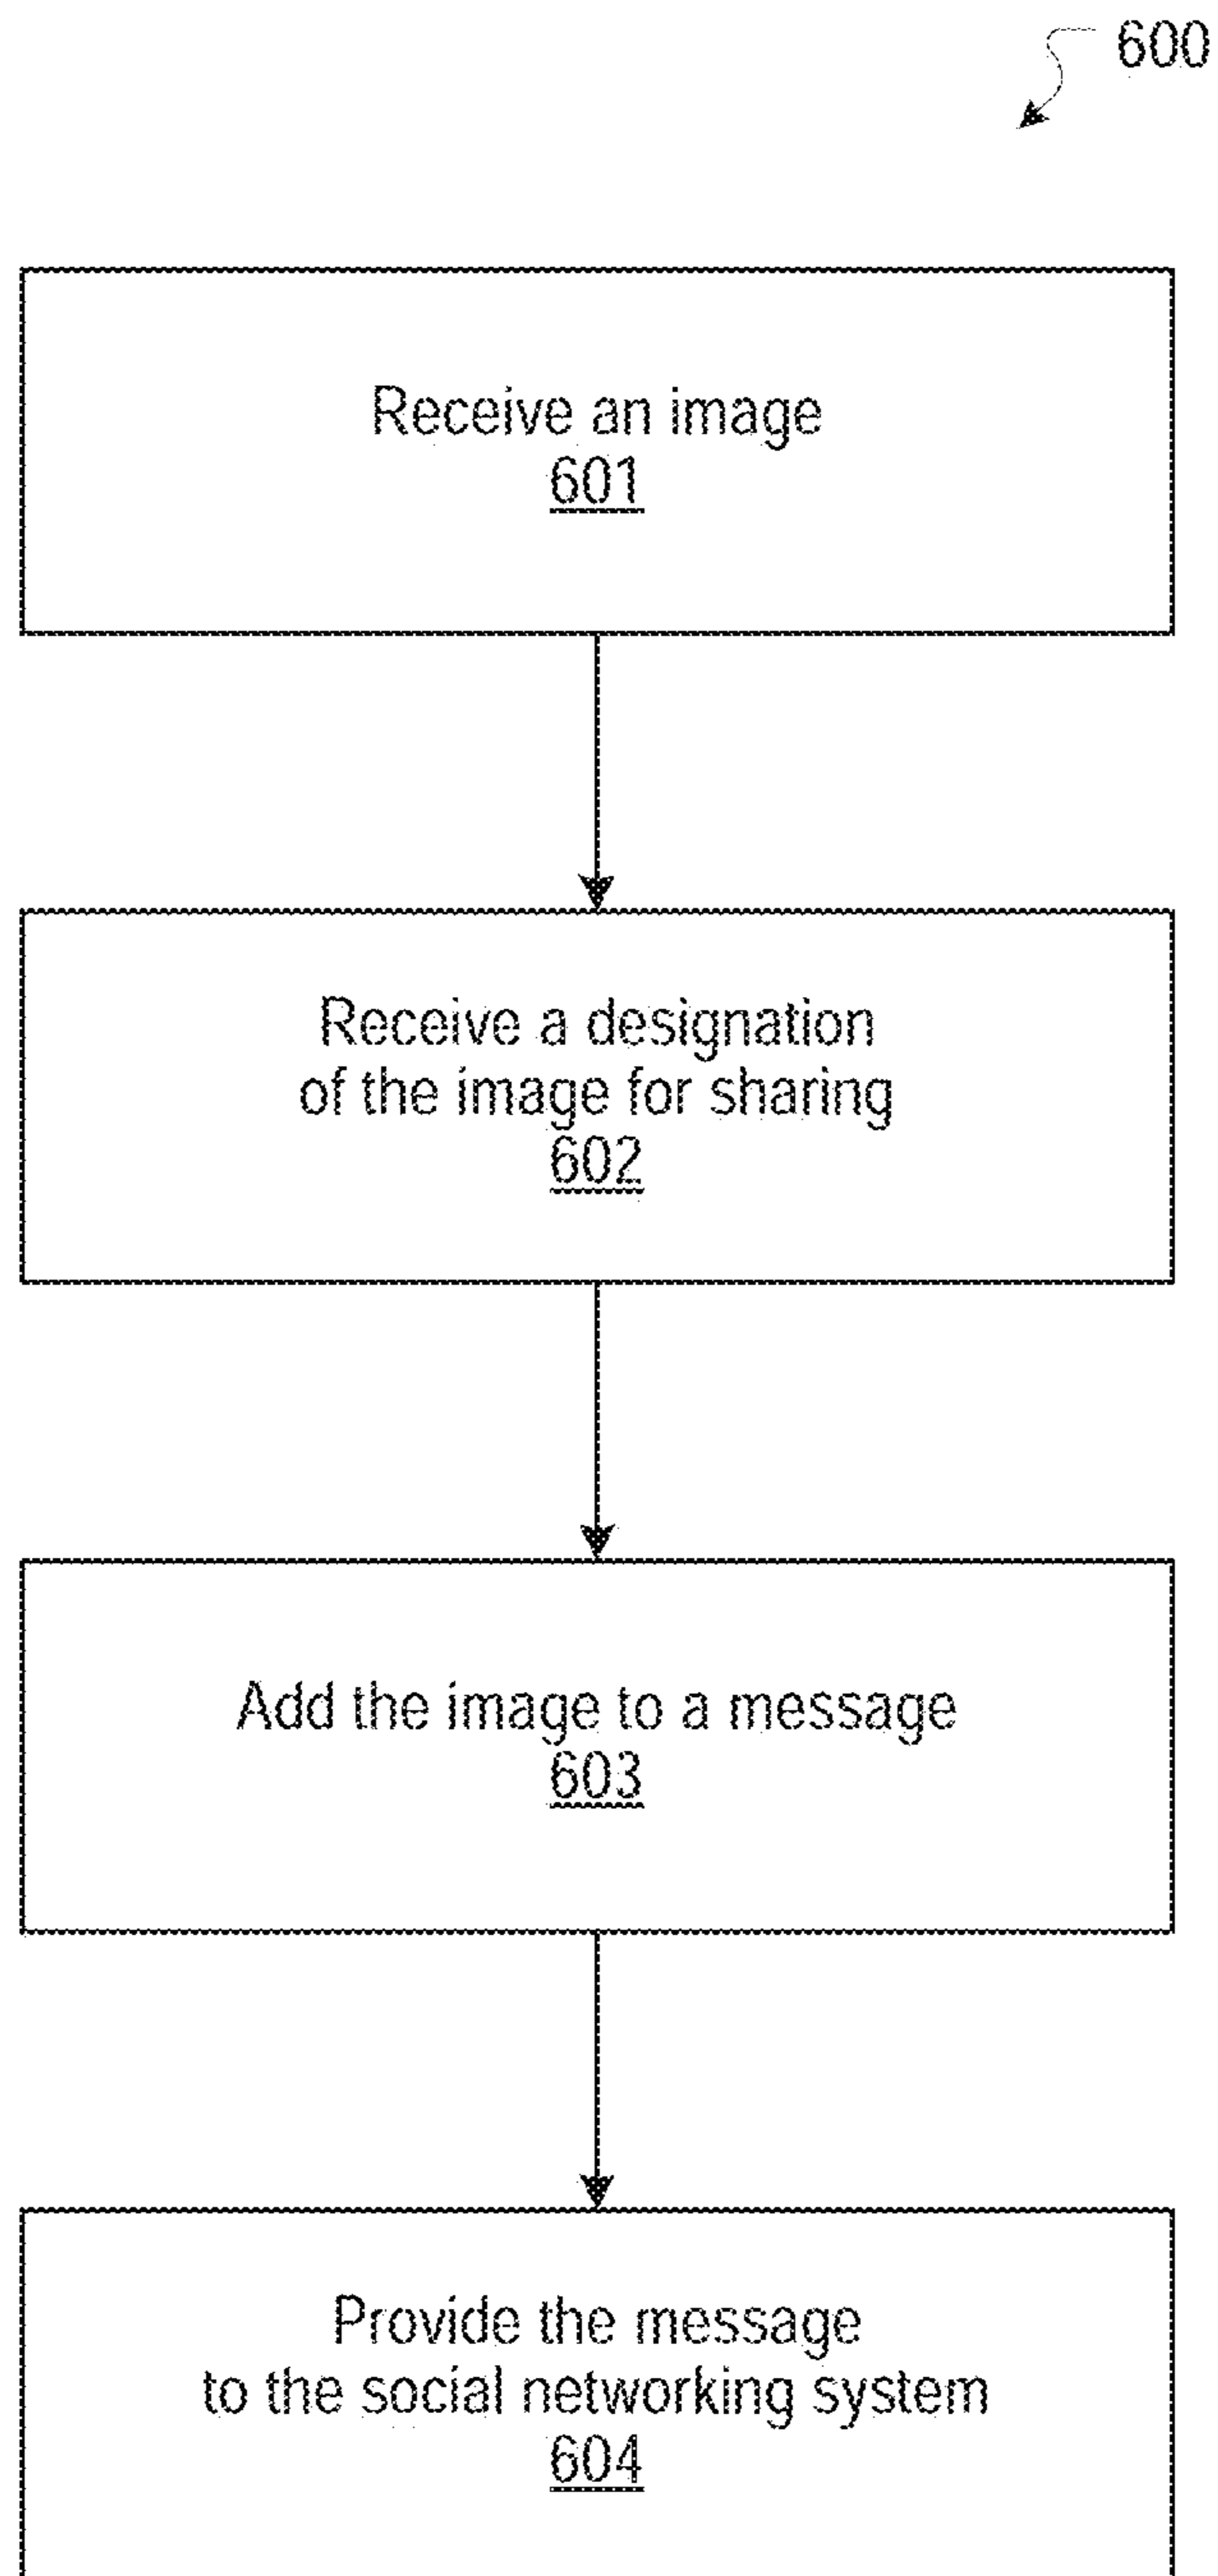 600
Receive an image
601
Receive a designation
of the image for sharing
602
Add the image to a message
603
Provide the message
to the social networking system
604